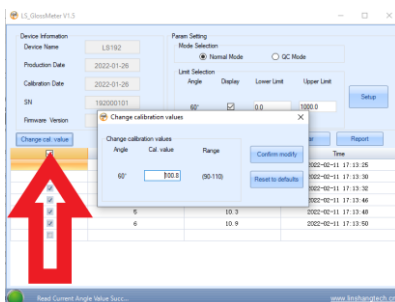 LS_GlossMeter V1.5
Device Information
Device Name LS192
Production Date 2022-01-26
Calibration Date 2022-01-26
SN 192000101
Firmware Version
Param Setting
Mode Selection
Normal Mode QC Mode
Limit Selection
Angle Display Lower Limit Upper Limit
60° 0.0 1000.0
Setup
Change cal. value
Report
Time
2022-02-11 17:13:25
2022-02-11 17:13:30
2022-02-11 17:13:32
2022-02-11 17:13:46
5 10.3 2022-02-11 17:13:48
6 10.9 2022-02-11 17:13:50
Change calibration values
Change calibration values
Angle Cal. value Range
60° 100.0 (90-110)
Confirm modify
Reset to defaults
Read Current Angle Value Succ...
www.linshangtech.c